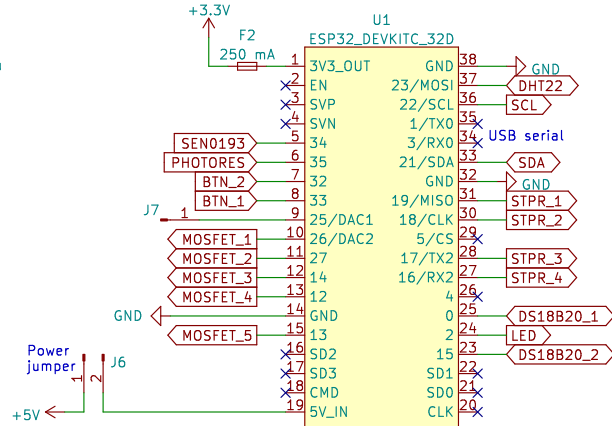 +3.3V
F2
250 mA
U1
ESP32_DEVKITC_32D
1 3V3_OUT GND 38 GND
2 EN 23/MOSI 37 DHT22
3 SVP 22/SCL 36 SCL
4 SVN 1/TX0 35
USB serial
SEN0193 5 34 3/RX0 34
PHOTORES 6 35 21/SDA 33 SDA
BTN_2 7 32 GND 32 GND
BTN_1 8 33 19/MISO 31 STPR_1
J7 1 9 25/DAC1 18/CLK 30 STPR_2
MOSFET_1 10 26/DAC2 5/CS 29
MOSFET_2 11 27 17/TX2 28 STPR_3
MOSFET_3 12 14 16/RX2 27 STPR_4
MOSFET_4 13 12 4 26
GND 14 GND 0 25 DS18B20_1
MOSFET_5 15 13 2 24 LED
16 SD2 15 23 DS18B20_2
17 SD3 SD1 22
18 CMD SD0 21
19 5V_IN CLK 20
Power
jumper
1 2 J6
+5V